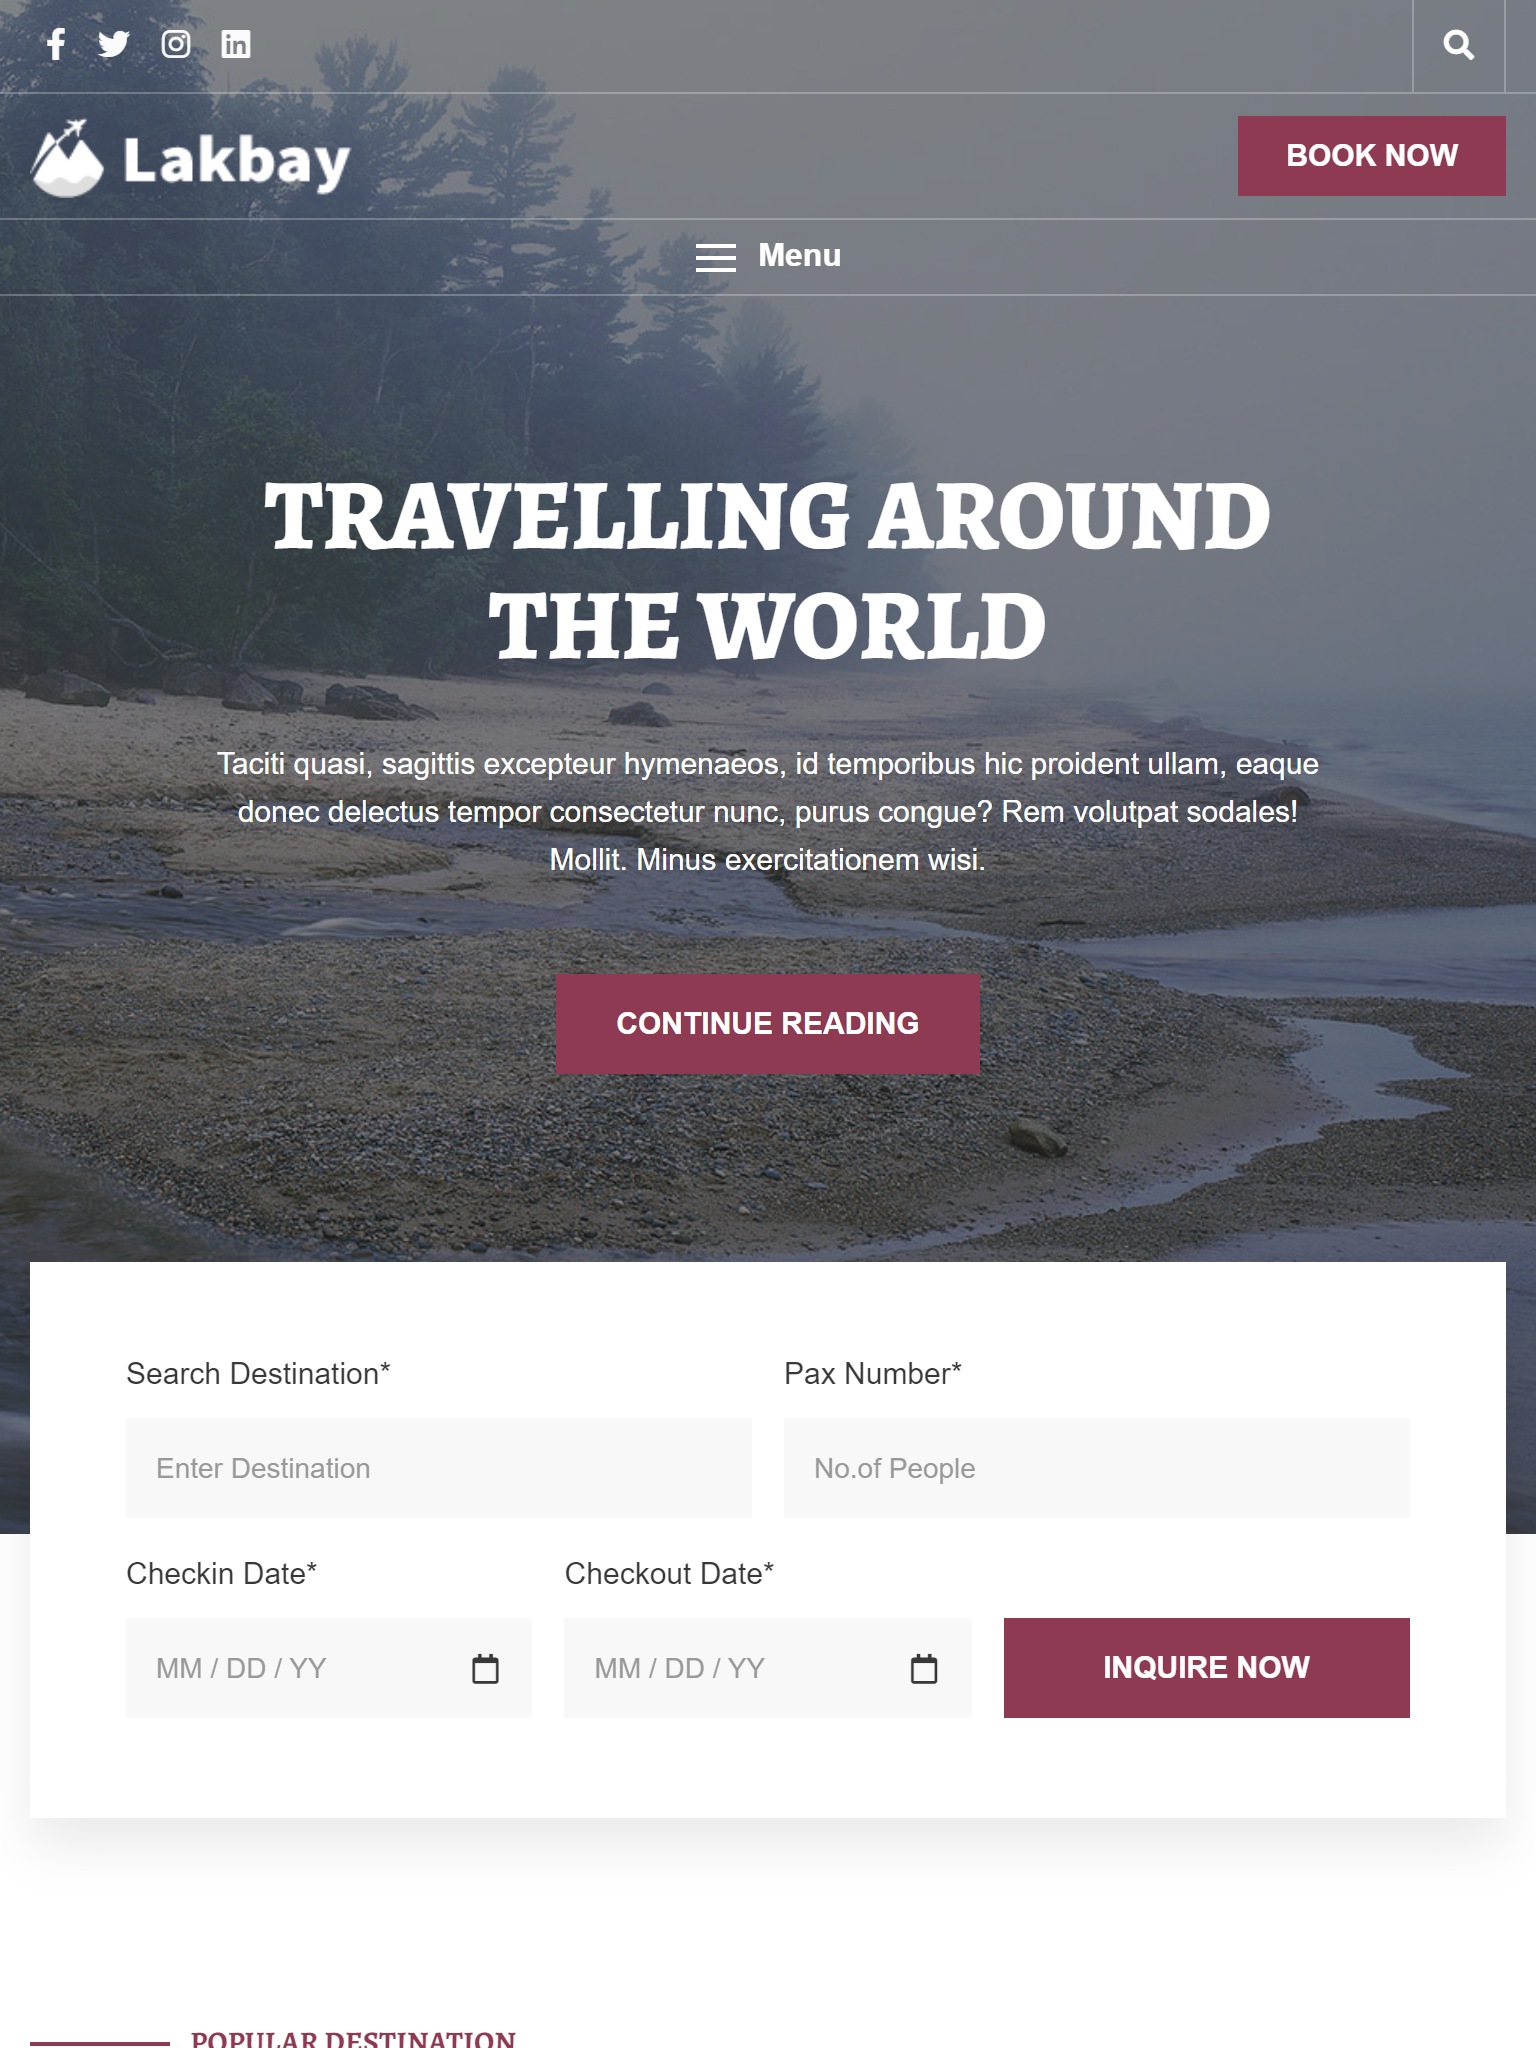 Lakbay
BOOK NOW
Menu
TRAVELLING AROUND
THE WORLD
Taciti quasi, sagittis excepteur hymenaeos, id temporibus hic proident ullam, eaque
donec delectus tempor consectetur nunc, purus congue? Rem volutpat sodales!
Mollit. Minus exercitationem wisi.
CONTINUE READING
Search Destination*
Pax Number*
Enter Destination
No.of People
Checkin Date*
Checkout Date*
MM / DD / YY
MM / DD / YY
INQUIRE NOW
POPULAR DESTINATION